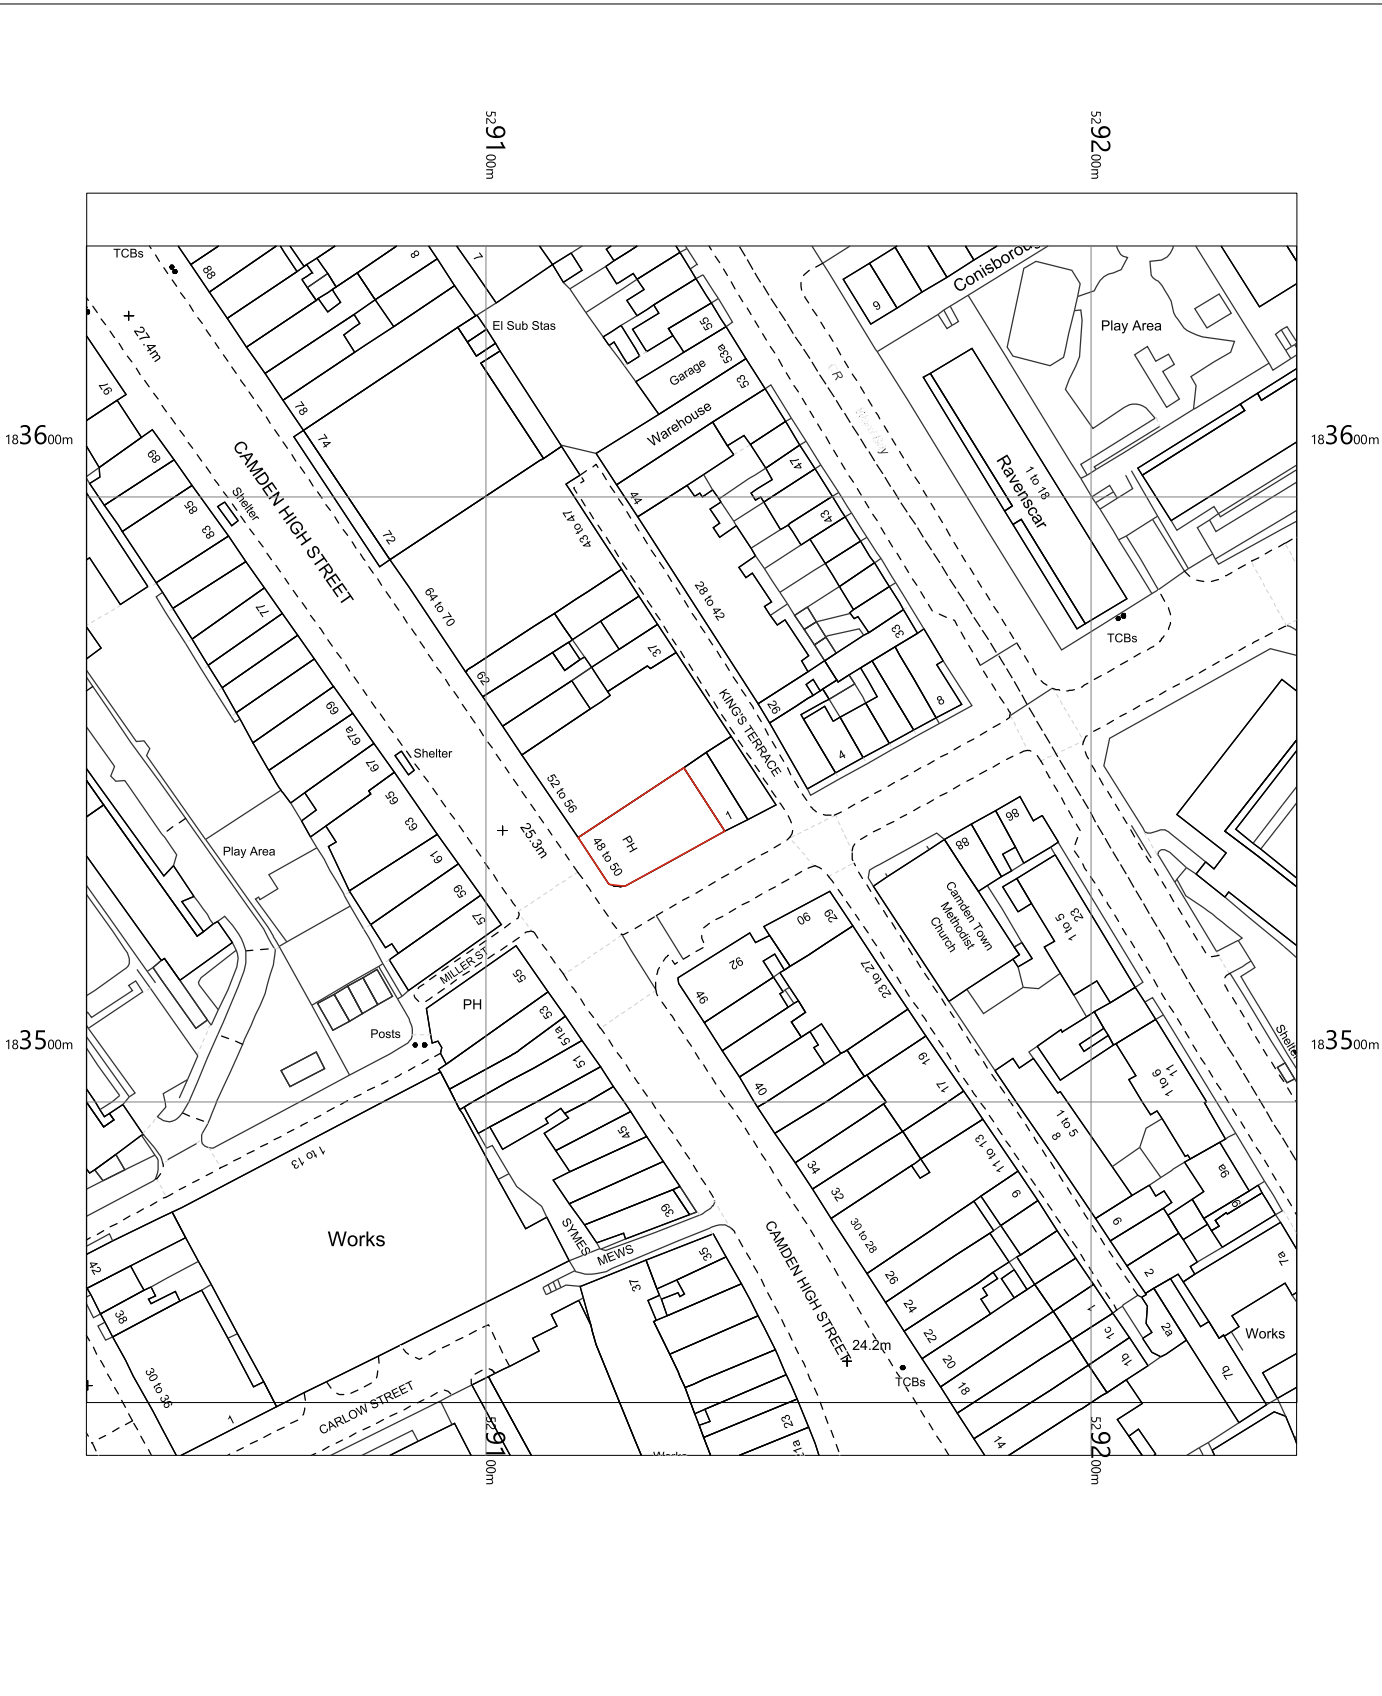 5291 00m
5292 00m
TCBs
88
8
7
Conisboroug
27.4m
El Sub Stas
55
53a
Garage
53
9
Play Area
97
78
74
Warehouse
1836 00m
1836 00m
89
CAMDEN HIGH STREET
Shelter
85
83
72
44
47
43
43 to 47
1 to 18
Ravenscar
77
64 to 70
28 to 42
33
TCBs
62
37
69
67a
67
Shelter
KING'S TERRACE
26
8
4
65
63
61
59
57
52 to 56
25.3m
48 to 50
PH
1
Play Area
86
88
Camden Town
Methodist
Church
23
1 to 5
29
90
92
94
23 to 27
MILLER ST
PH
55
53
51a
51
Posts
1835 00m
1835 00m
Shelter
40
19
17
11
1 to 6
1 to 5
8
45
1 to 13
34
32
11 to 13
9
9a
39
Works
SYMES
MEWS
35
37
CAMDEN HIGH STREET
30 to 28
26
24
22
20
18
14
6
2
7a
42
38
30 to 36
1
1
1c
1b
2a
7b
Works
24.2m
TCBs
CARLOW STREET
23
21a
5291 00m
5292 00m